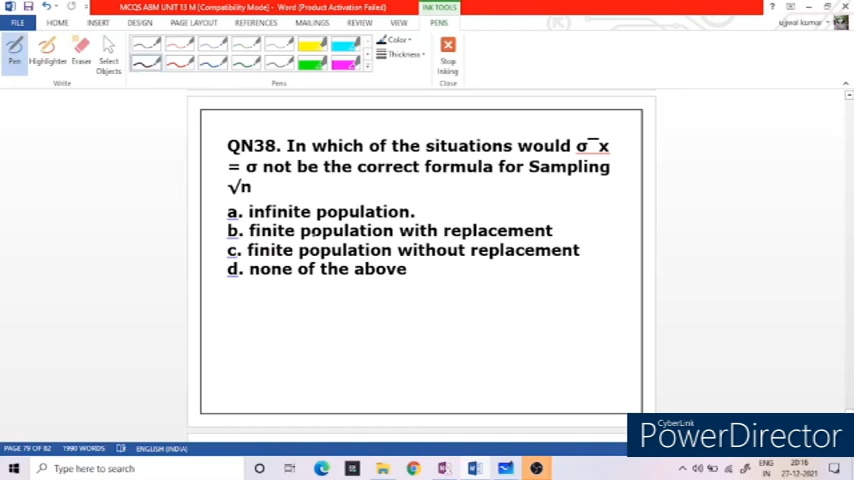 MCQS ABM UNIT 13 M [Compatibility Mode] - Word (Product Activation Failed)
INK TOOLS
FILE HOME INSERT DESIGN PAGE LAYOUT REFERENCES MAILINGS REVIEW VIEW PENS
ujjwal kumar
Pen Highlighter Eraser Select Objects
Color
Thickness
Stop Inking
Write Pens Close
QN38. In which of the situations would σ¯x
= σ not be the correct formula for Sampling
√n
a. infinite population.
b. finite population with replacement
c. finite population without replacement
d. none of the above
CyberLink
PowerDirector
PAGE 79 OF 82 1990 WORDS ENGLISH (INDIA)
Type here to search
ENG 20:16
IN 27-12-2021